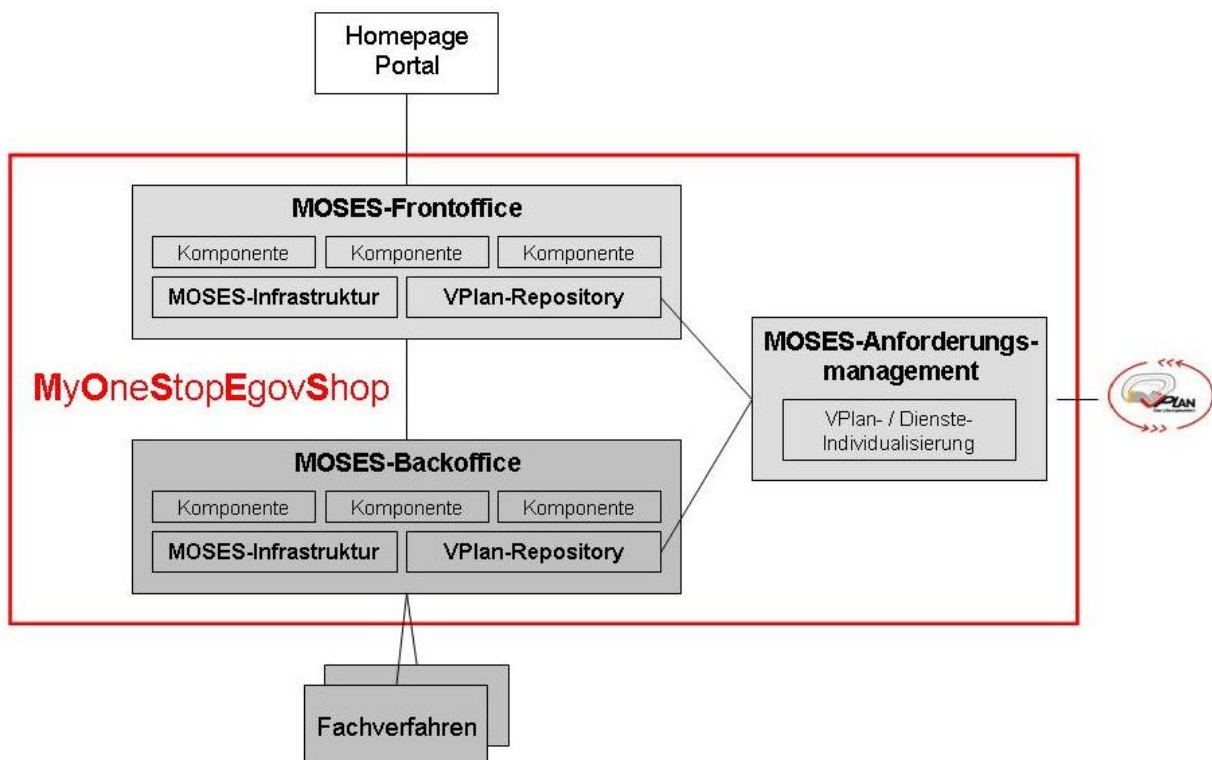 Homepage
Portal
MOSES-Frontoffice
Komponente Komponente Komponente
MOSES-Infrastruktur VPlan-Repository
MOSES-Anforderungs-
management
VPlan- / Dienste-
Individualisierung
VPLAN
MyOneStopEgovShop
MOSES-Backoffice
Komponente Komponente Komponente
MOSES-Infrastruktur VPlan-Repository
Fachverfahren